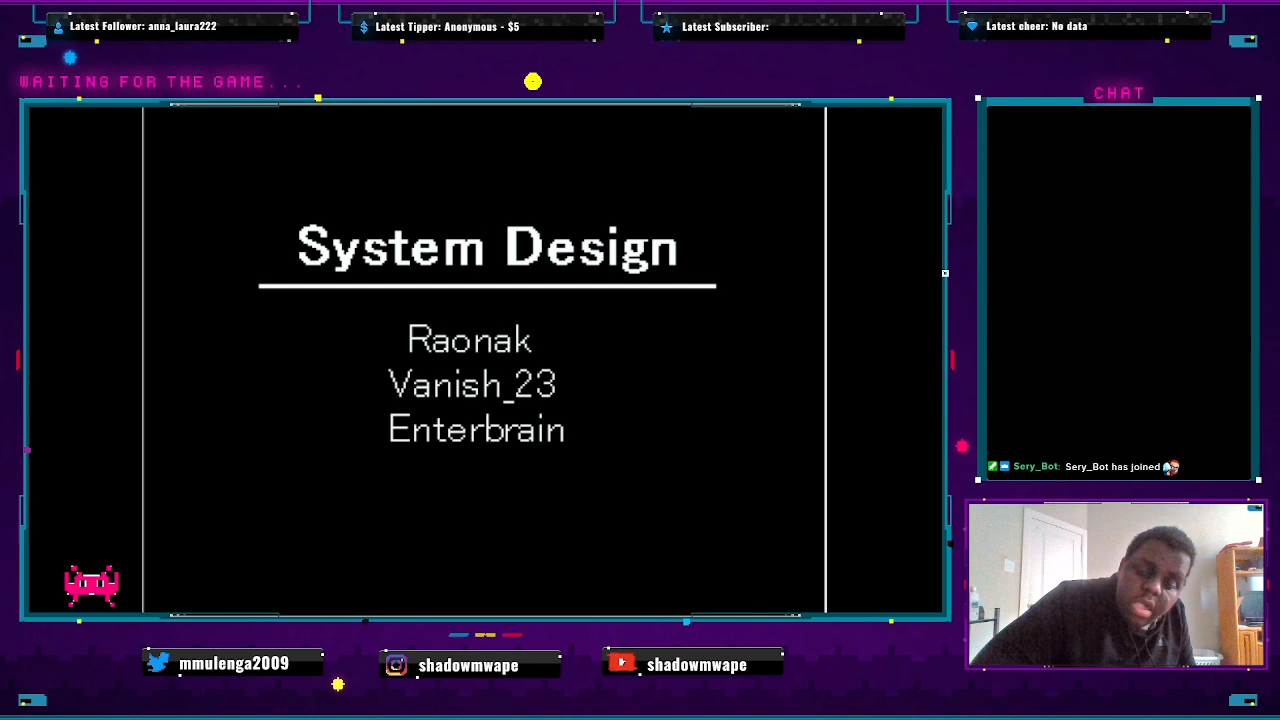 Latest Follower: anna_laura222
Latest Tipper: Anonymous - $5
Latest Subscriber:
Latest cheer: No data
WAITING FOR THE GAME...
CHAT
System Design
Raonak
Vanish_23
Enterbrain
Sery_Bot: Sery_Bot has joined
mmulenga2009
shadowmwape
shadowmwape